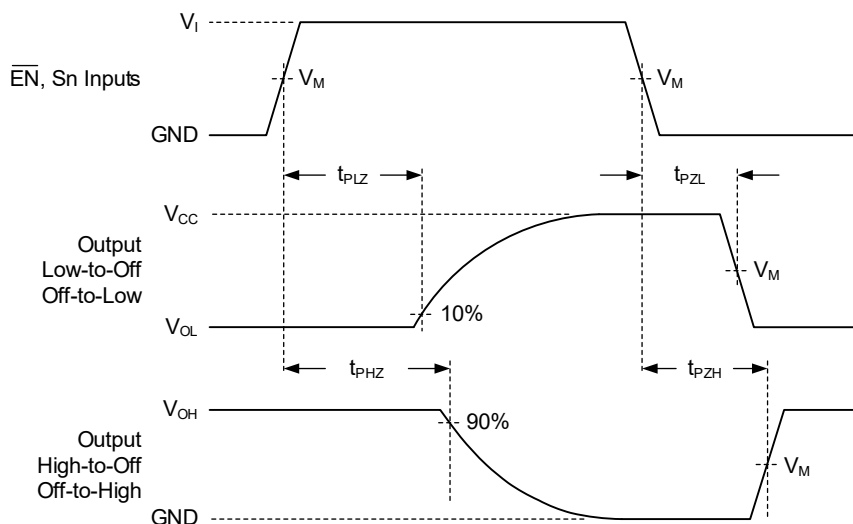 V_I
EN, Sn Inputs
V_M
V_M
GND
t_PLZ
t_PZL
V_CC
Output
Low-to-Off
Off-to-Low
V_M
10%
V_OL
t_PHZ
t_PZH
V_OH
90%
Output
High-to-Off
Off-to-High
V_M
GND